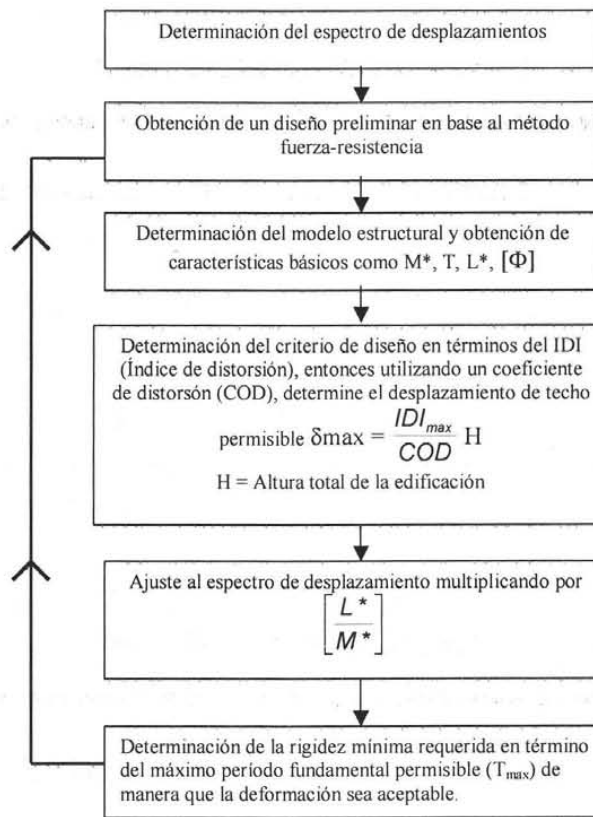 Determinación del espectro de desplazamientos
Obtención de un diseño preliminar en base al método
fuerza-resistencia
Determinación del modelo estructural y obtención de
características básicos como M*, T, L*, [Φ]
Determinación del criterio de diseño en términos del IDI
(Índice de distorsión), entonces utilizando un coeficiente
de distorsón (COD), determine el desplazamiento de techo
permisible δmax = IDI_max / COD H
H = Altura total de la edificación
Ajuste al espectro de desplazamiento multiplicando por
[L* / M*]
Determinación de la rigidez mínima requerida en término
del máximo período fundamental permisible (T_max) de
manera que la deformación sea aceptable.